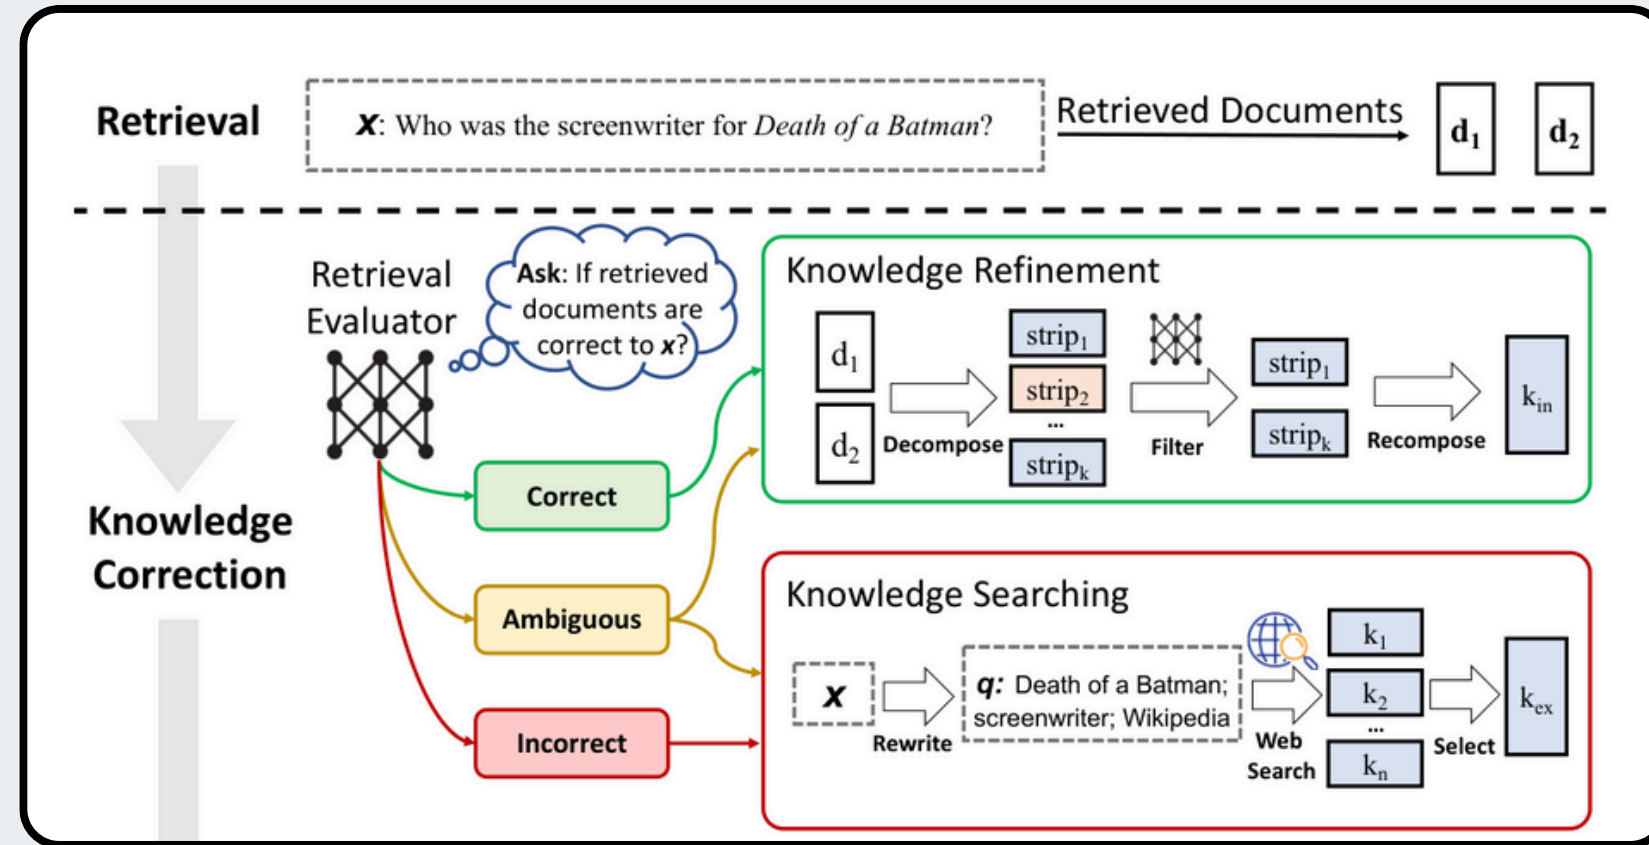 Retrieval
x: Who was the screenwriter for Death of a Batman?
Retrieved Documents
d1
d2
Retrieval
Evaluator
Ask: If retrieved
documents are
correct to x?
Knowledge
Correction
Correct
Ambiguous
Incorrect
Knowledge Refinement
d1
d2
Decompose
strip1
strip2
...
stripk
Filter
strip1
stripk
Recompose
kin
Knowledge Searching
x
Rewrite
q: Death of a Batman;
screenwriter; Wikipedia
Web
Search
k1
k2
...
kn
Select
kex